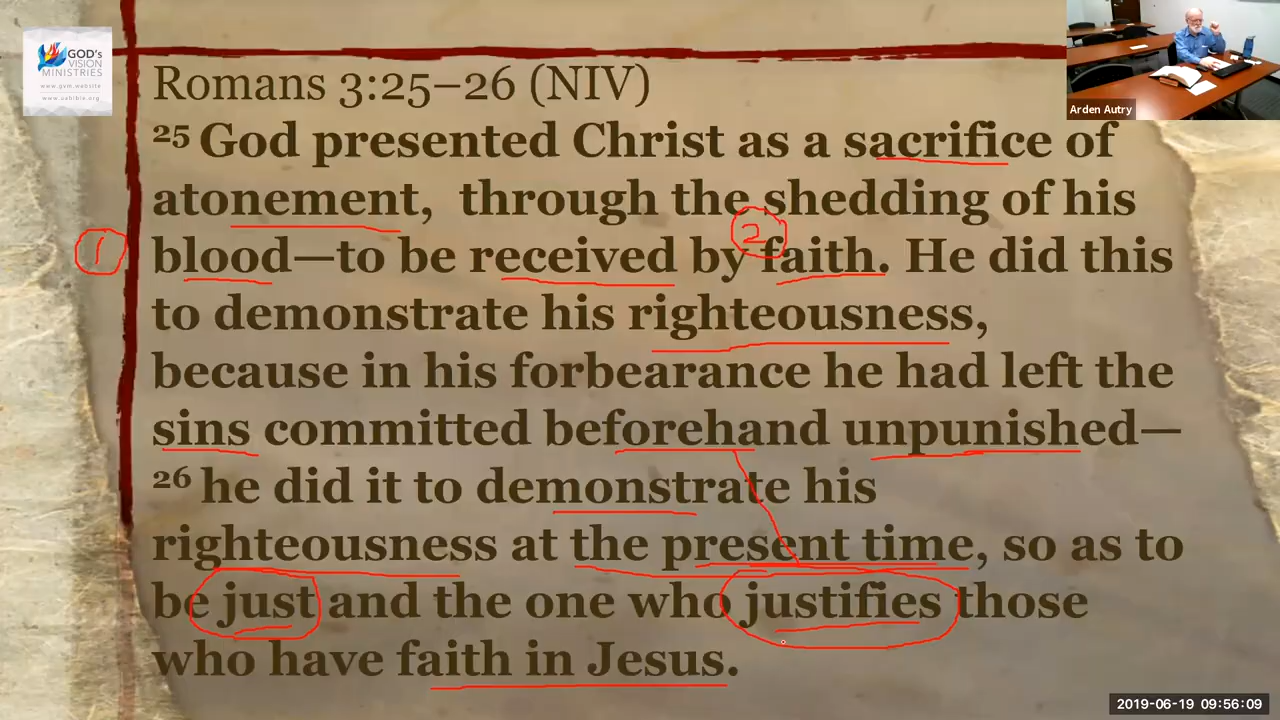 GOD's
VISION
MINISTRIES
www.gvm.website
www.uabible.org
Arden Autry
Romans 3:25–26 (NIV)
25 God presented Christ as a sacrifice of
atonement, through the shedding of his
1
2
blood—to be received by faith. He did this
to demonstrate his righteousness,
because in his forbearance he had left the
sins committed beforehand unpunished—
26 he did it to demonstrate his
righteousness at the present time, so as to
be just and the one who justifies those
who have faith in Jesus.
2019-06-19 09:56:09